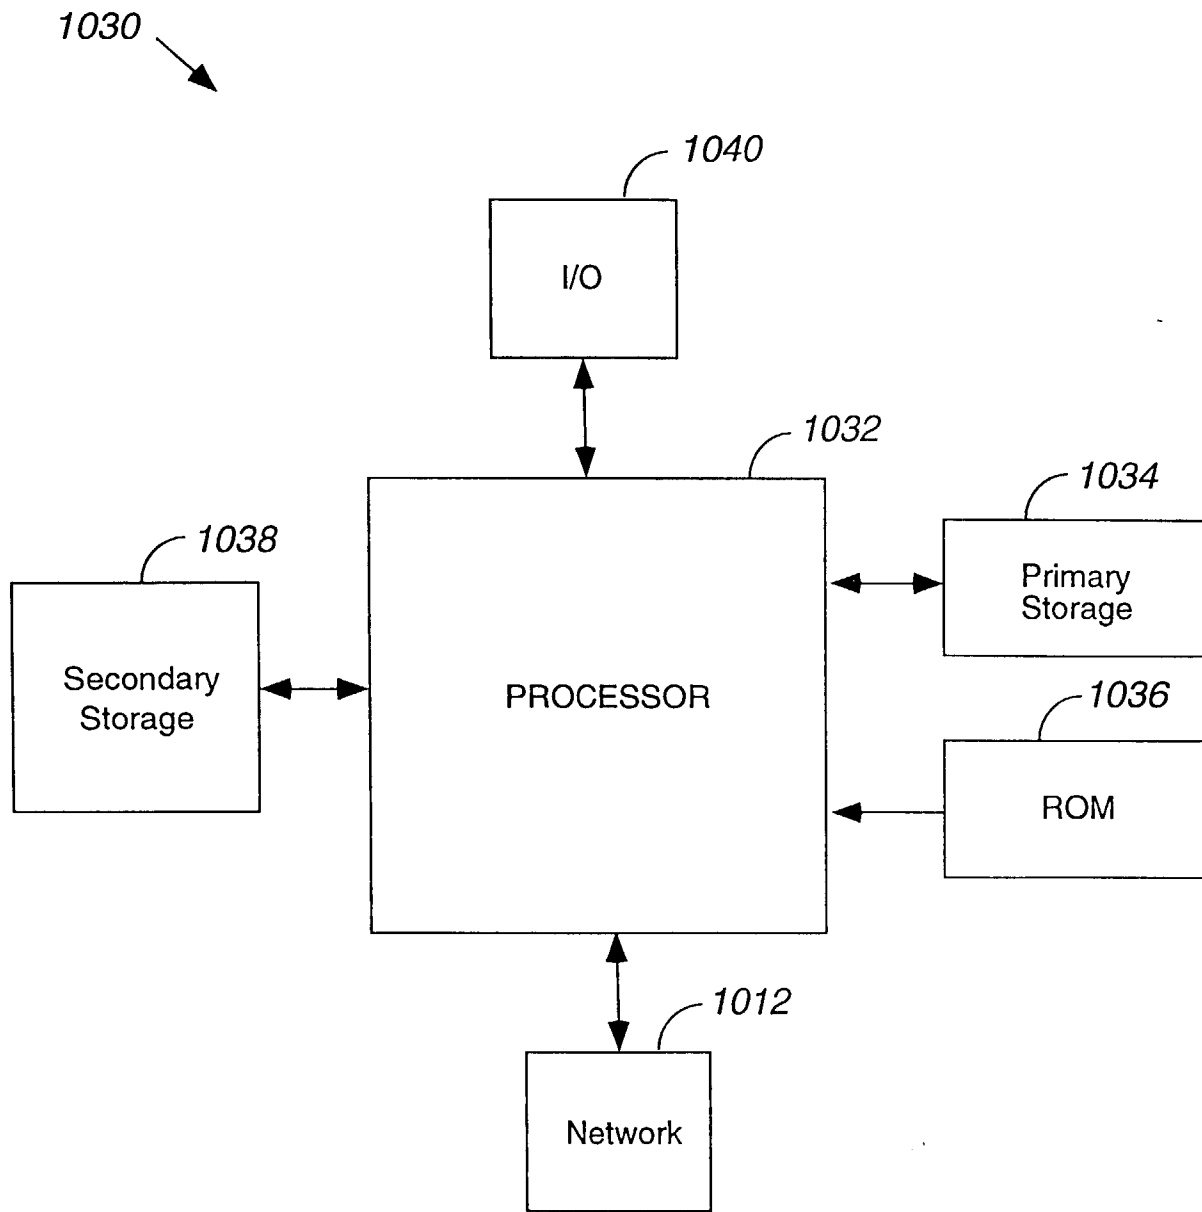 1030
1040
I/O
1032
1034
Primary
Storage
1038
Secondary
Storage
PROCESSOR
1036
ROM
1012
Network